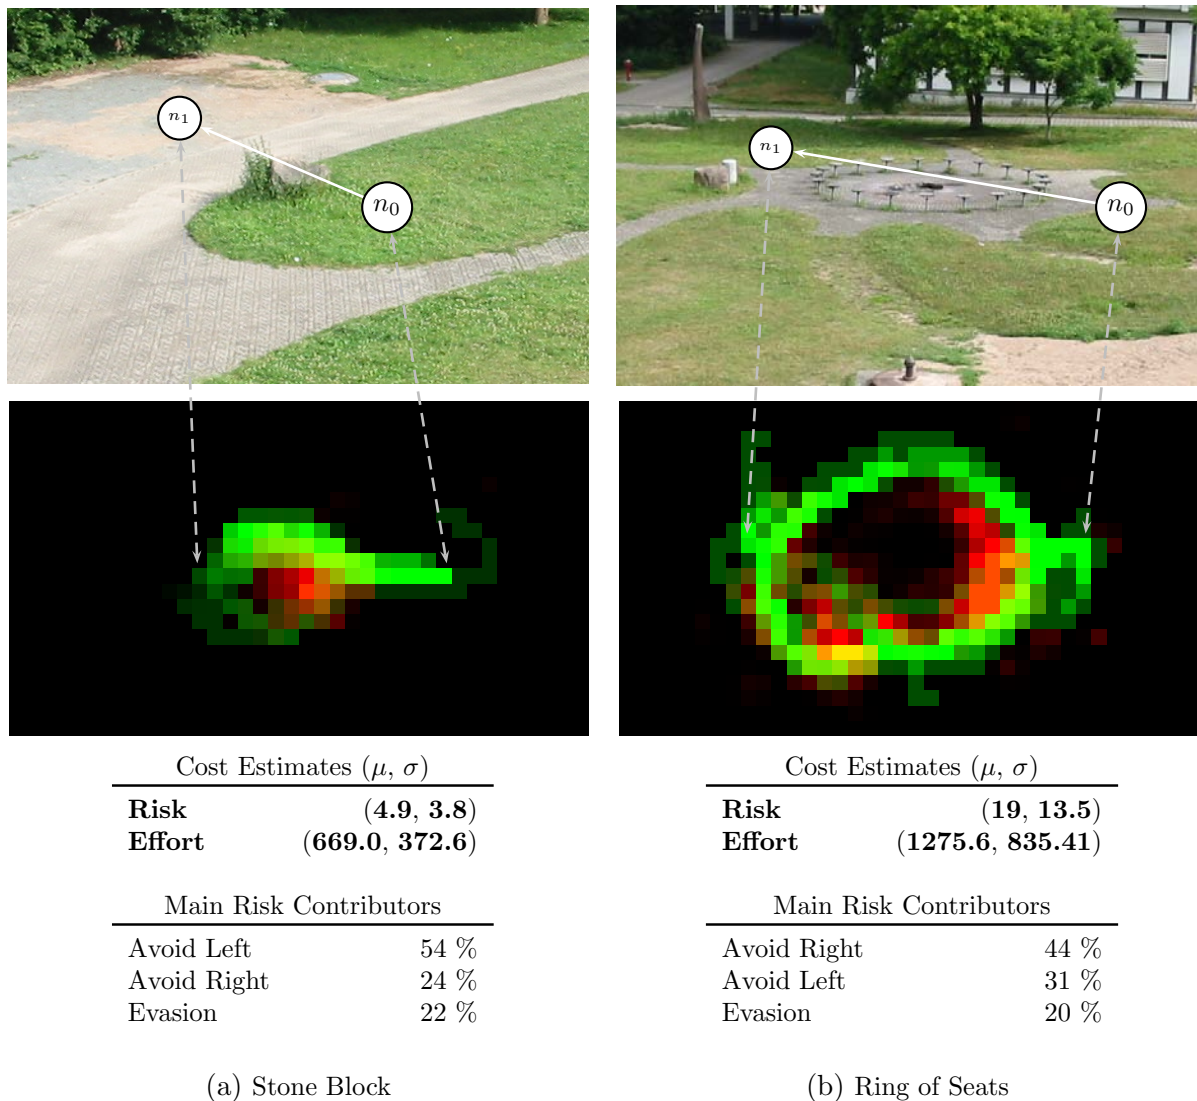 n1
n0
n1
n0
Cost Estimates (μ, σ)
Risk (4.9, 3.8)
Effort (669.0, 372.6)
Main Risk Contributors
Avoid Left 54 %
Avoid Right 24 %
Evasion 22 %
(a) Stone Block
Cost Estimates (μ, σ)
Risk (19, 13.5)
Effort (1275.6, 835.41)
Main Risk Contributors
Avoid Right 44 %
Avoid Left 31 %
Evasion 20 %
(b) Ring of Seats